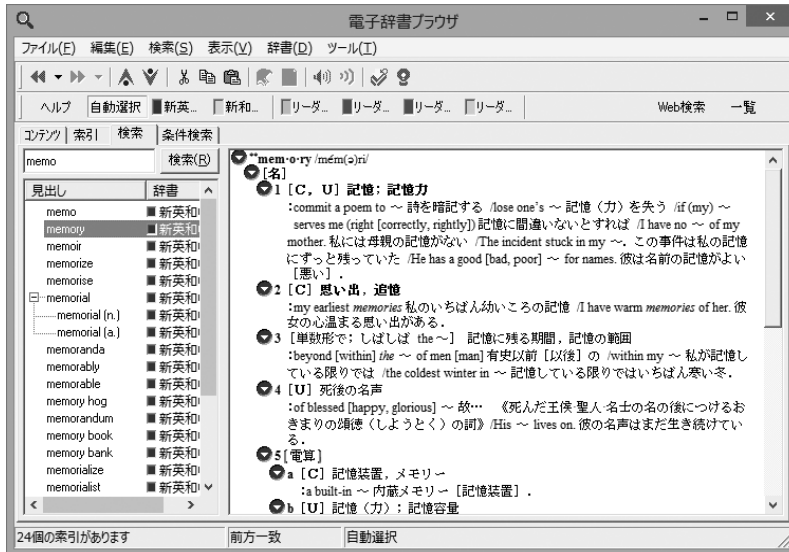 電子辞書ブラウザ
ファイル(F) 編集(E) 検索(S) 表示(V) 辞書(D) ツール(T)
ヘルプ 自動選択 新英... 新和... リーダ... リーダ... リーダ... リーダ... Web検索 一覧
コンテンツ 索引 検索 条件検索
memo 検索(R)
見出し 辞書
memo 新英和
memory 新英和
memoir 新英和
memorize 新英和
memorise 新英和
memorial 新英和
memorial (n.) 新英和
memorial (a.) 新英和
memoranda 新英和
memorably 新英和
memorable 新英和
memory hog 新英和
memorandum 新英和
memory book 新英和
memory bank 新英和
memorialize 新英和
memorialist 新英和
**mem·o·ry /mém(ə)ri/
[名]
1 [C, U] 記憶; 記憶力
:commit a poem to ～ 詩を暗記する /lose one's ～ 記憶（力）を失う /if (my) ～
serves me (right [correctly, rightly]) 記憶に間違いないとすれば /I have no ～ of my
mother. 私には母親の記憶がない /The incident stuck in my ～. この事件は私の記憶
にずっと残っていた /He has a good [bad, poor] ～ for names. 彼は名前の記憶がよい
［悪い］.
2 [C] 思い出, 追憶
:my earliest memories 私のいちばん幼いころの記憶 /I have warm memories of her. 彼
女の心温まる思い出がある.
3 [単数形で; しばしば the ～] 記憶に残る期間, 記憶の範囲
:beyond [within] the ～ of men [man] 有史以前［以後］の /within my ～ 私が記憶し
ている限りでは /the coldest winter in ～ 記憶している限りではいちばん寒い冬.
4 [U] 死後の名声
:of blessed [happy, glorious] ～ 故… 《死んだ王侯·聖人·名士の名の後につけるお
きまりの頌徳（しようとく）の詞》 /His ～ lives on. 彼の名声はまだ生き続けてい
る.
5 [電算]
a [C] 記憶装置, メモリー
:a built-in ～ 内蔵メモリー［記憶装置］.
b [U] 記憶（力）; 記憶容量
24個の索引があります 前方一致 自動選択